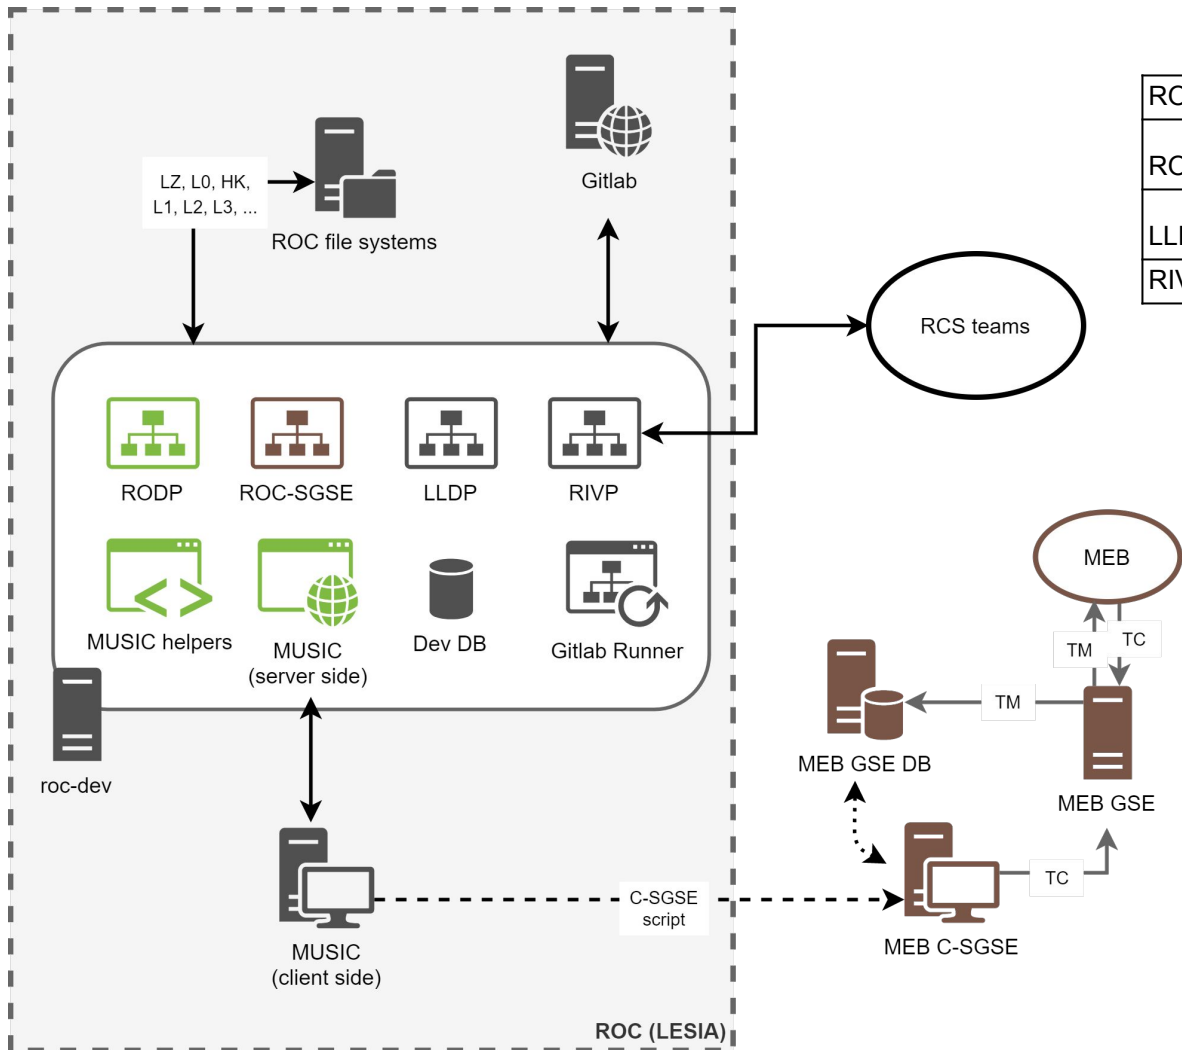 Gitlab
LZ, L0, HK,
L1, L2, L3, ...
ROC file systems
RCS teams
RODP
ROC-SGSE
LLDP
RIVP
MUSIC helpers
MUSIC
(server side)
Dev DB
Gitlab Runner
roc-dev
MUSIC
(client side)
C-SGSE
script
ROC (LESIA)
MEB
TM
TC
TM
MEB GSE DB
MEB GSE
TC
MEB C-SGSE